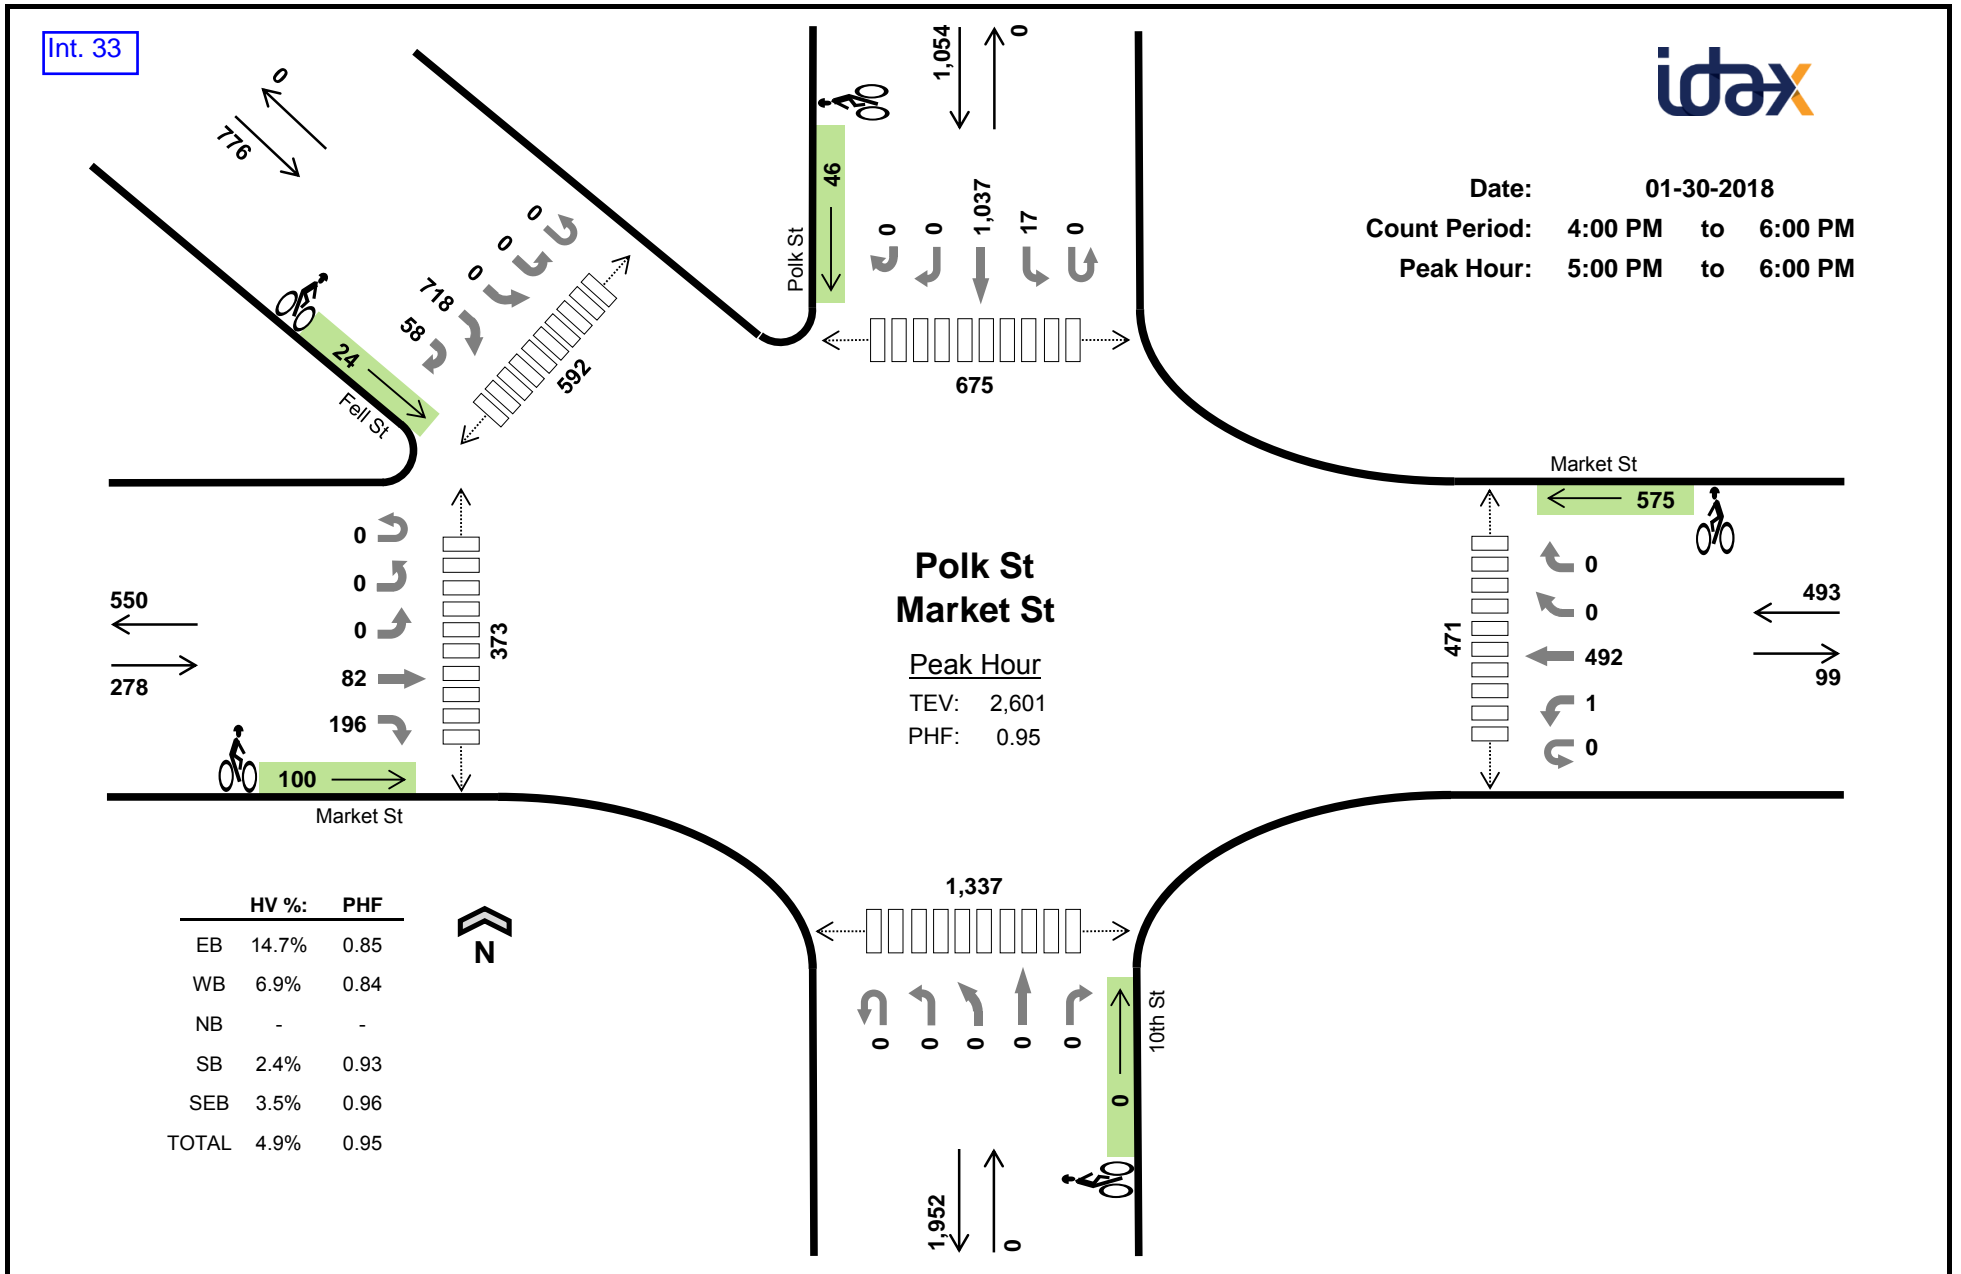 Int. 33
idax
Date: 01-30-2018
Count Period: 4:00 PM to 6:00 PM
Peak Hour: 5:00 PM to 6:00 PM
0
776
1,054
0
46
Polk St
0
0
1,037
17
0
675
0
0
0
718
58
592
24
Fell St
Market St
575
0
0
492
1
0
471
493
99
0
0
0
82
196
373
550
278
100
Market St
Polk St
Market St
Peak Hour
TEV: 2,601
PHF: 0.95
1,337
0
0
0
0
0
0
10th St
1,952
0
HV %: PHF
EB 14.7% 0.85
WB 6.9% 0.84
NB - -
SB 2.4% 0.93
SEB 3.5% 0.96
TOTAL 4.9% 0.95
N